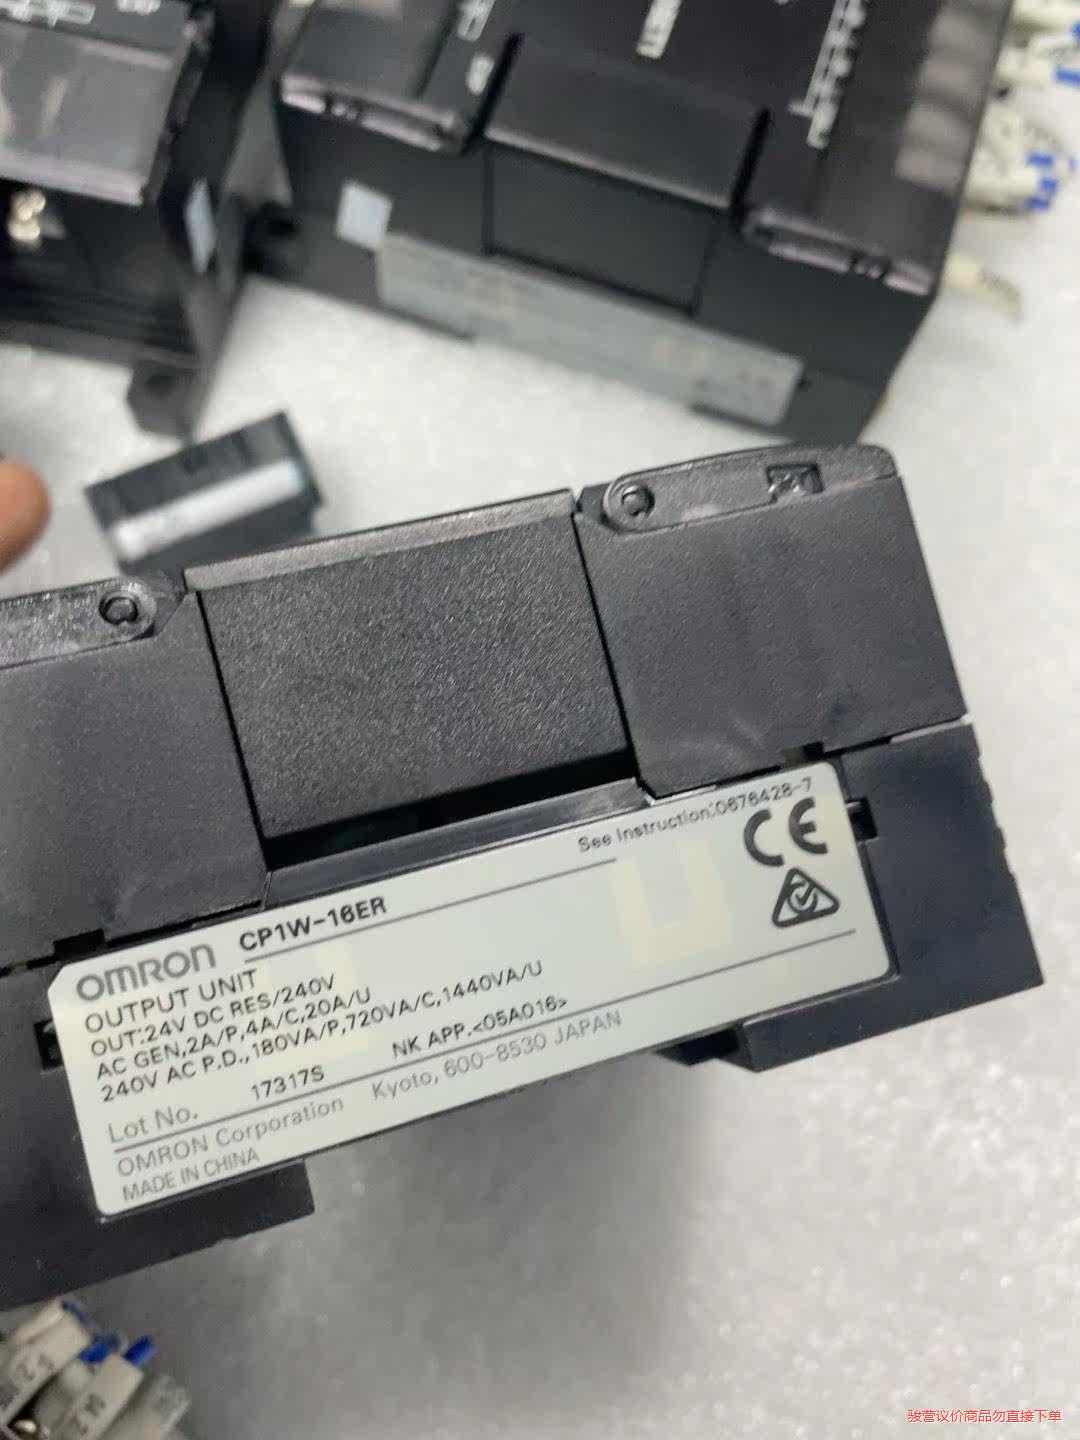 See Instruction:0676428-7
CE
OMRON CP1W-16ER
OUTPUT UNIT
OUT:24V DC RES/240V
AC GEN,2A/P,4A/C,20A/U
240V AC P.D.,180VA/P,720VA/C,1440VA/U
Lot No. 17317S NK APP.<05A016>
OMRON Corporation Kyoto, 600-8530 JAPAN
MADE IN CHINA
骏营议价商品勿直接下单